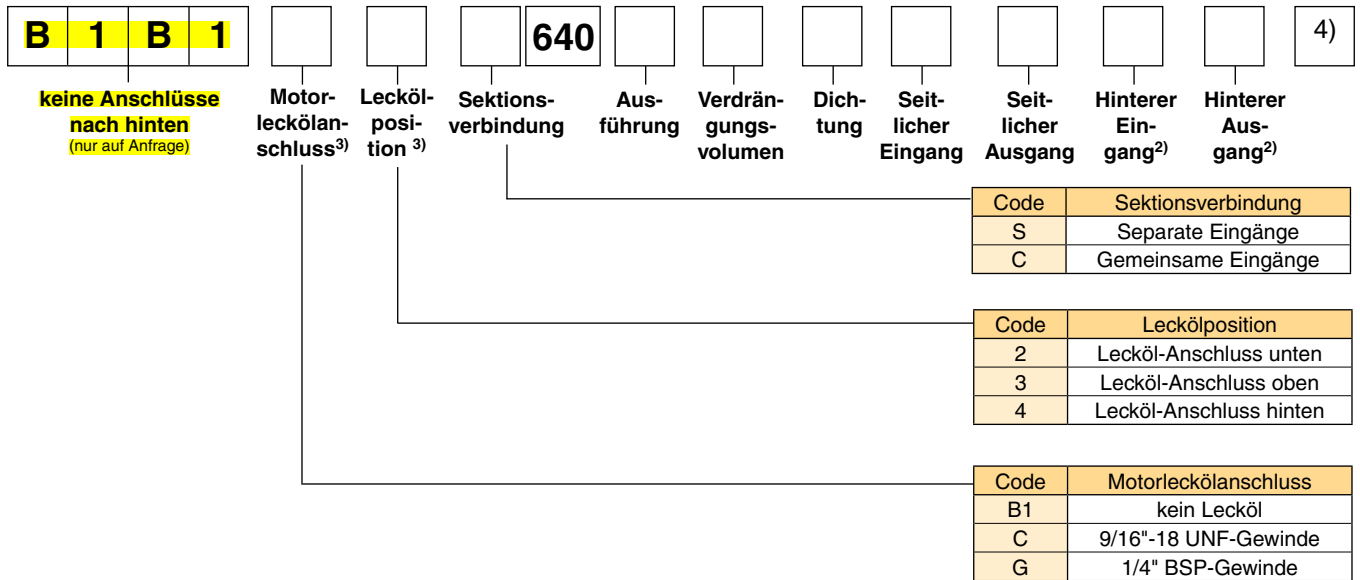 B 1 B 1 640 4)
keine Anschlüsse
nach hinten
(nur auf Anfrage)
Motor-
leckölan-
schluss3)
Leckөл-
posi-
tion 3)
Sektions-
verbindung
Aus-
führung
Verdrän-
gungs-
volumen
Dich-
tung
Seit-
licher
Eingang
Seit-
licher
Ausgang
Hinterer
Ein-
gang2)
Hinterer
Aus-
gang2)
Code Sektionsverbindung
S Separate Eingänge
C Gemeinsame Eingänge
Code Leckölposition
2 Lecköl-Anschluss unten
3 Lecköl-Anschluss oben
4 Lecköl-Anschluss hinten
Code Motorleckölanschluss
B1 kein Lecköl
C 9/16"-18 UNF-Gewinde
G 1/4" BSP-Gewinde